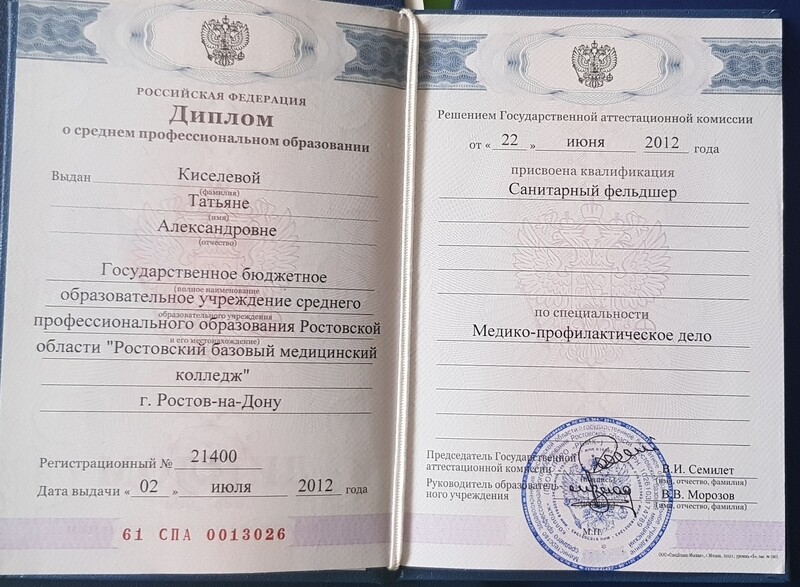 РОССИЙСКАЯ ФЕДЕРАЦИЯ
Диплом
о среднем профессиональном образовании
Выдан Киселевой
(фамилия)
Татьяне
(имя)
Александровне
(отчество)
Государственное бюджетное
(полное наименование
образовательное учреждение среднего
образовательного учреждения
профессионального образования Ростовской
и его местонахождение)
области "Ростовский базовый медицинский
колледж"
г. Ростов-на-Дону
Регистрационный № 21400
Дата выдачи « 02 » июля 2012 года
61 СПА 0013026
Решением Государственной аттестационной комиссии
от « 22 » июня 2012 года
присвоена квалификация
Санитарный фельдшер
по специальности
Медико-профилактическое дело
Председатель Государственной
аттестационной комиссии В.И. Семилет
(имя, отчество, фамилия)
Руководитель образователь-
ного учреждения В.В. Морозов
(имя, отчество, фамилия)
М.П.